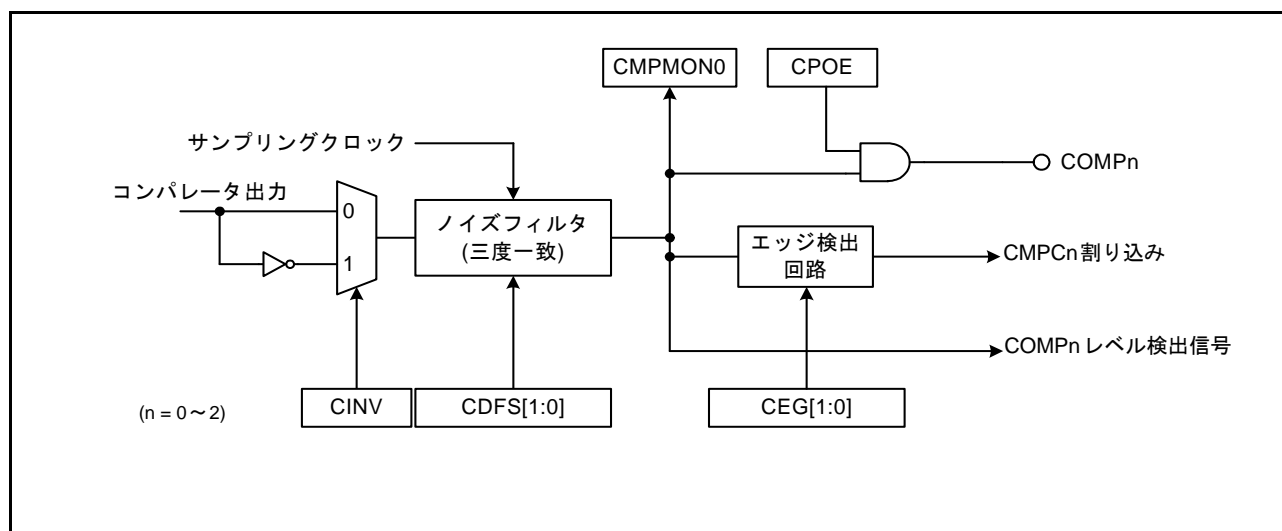 CMPMON0
CPOE
サンプリングクロック
COMPn
コンパレータ出力
0
1
ノイズフィルタ
(三度一致)
エッジ検出
回路
CMPCn割り込み
COMPn レベル検出信号
(n = 0～2)
CINV
CDFS[1:0]
CEG[1:0]